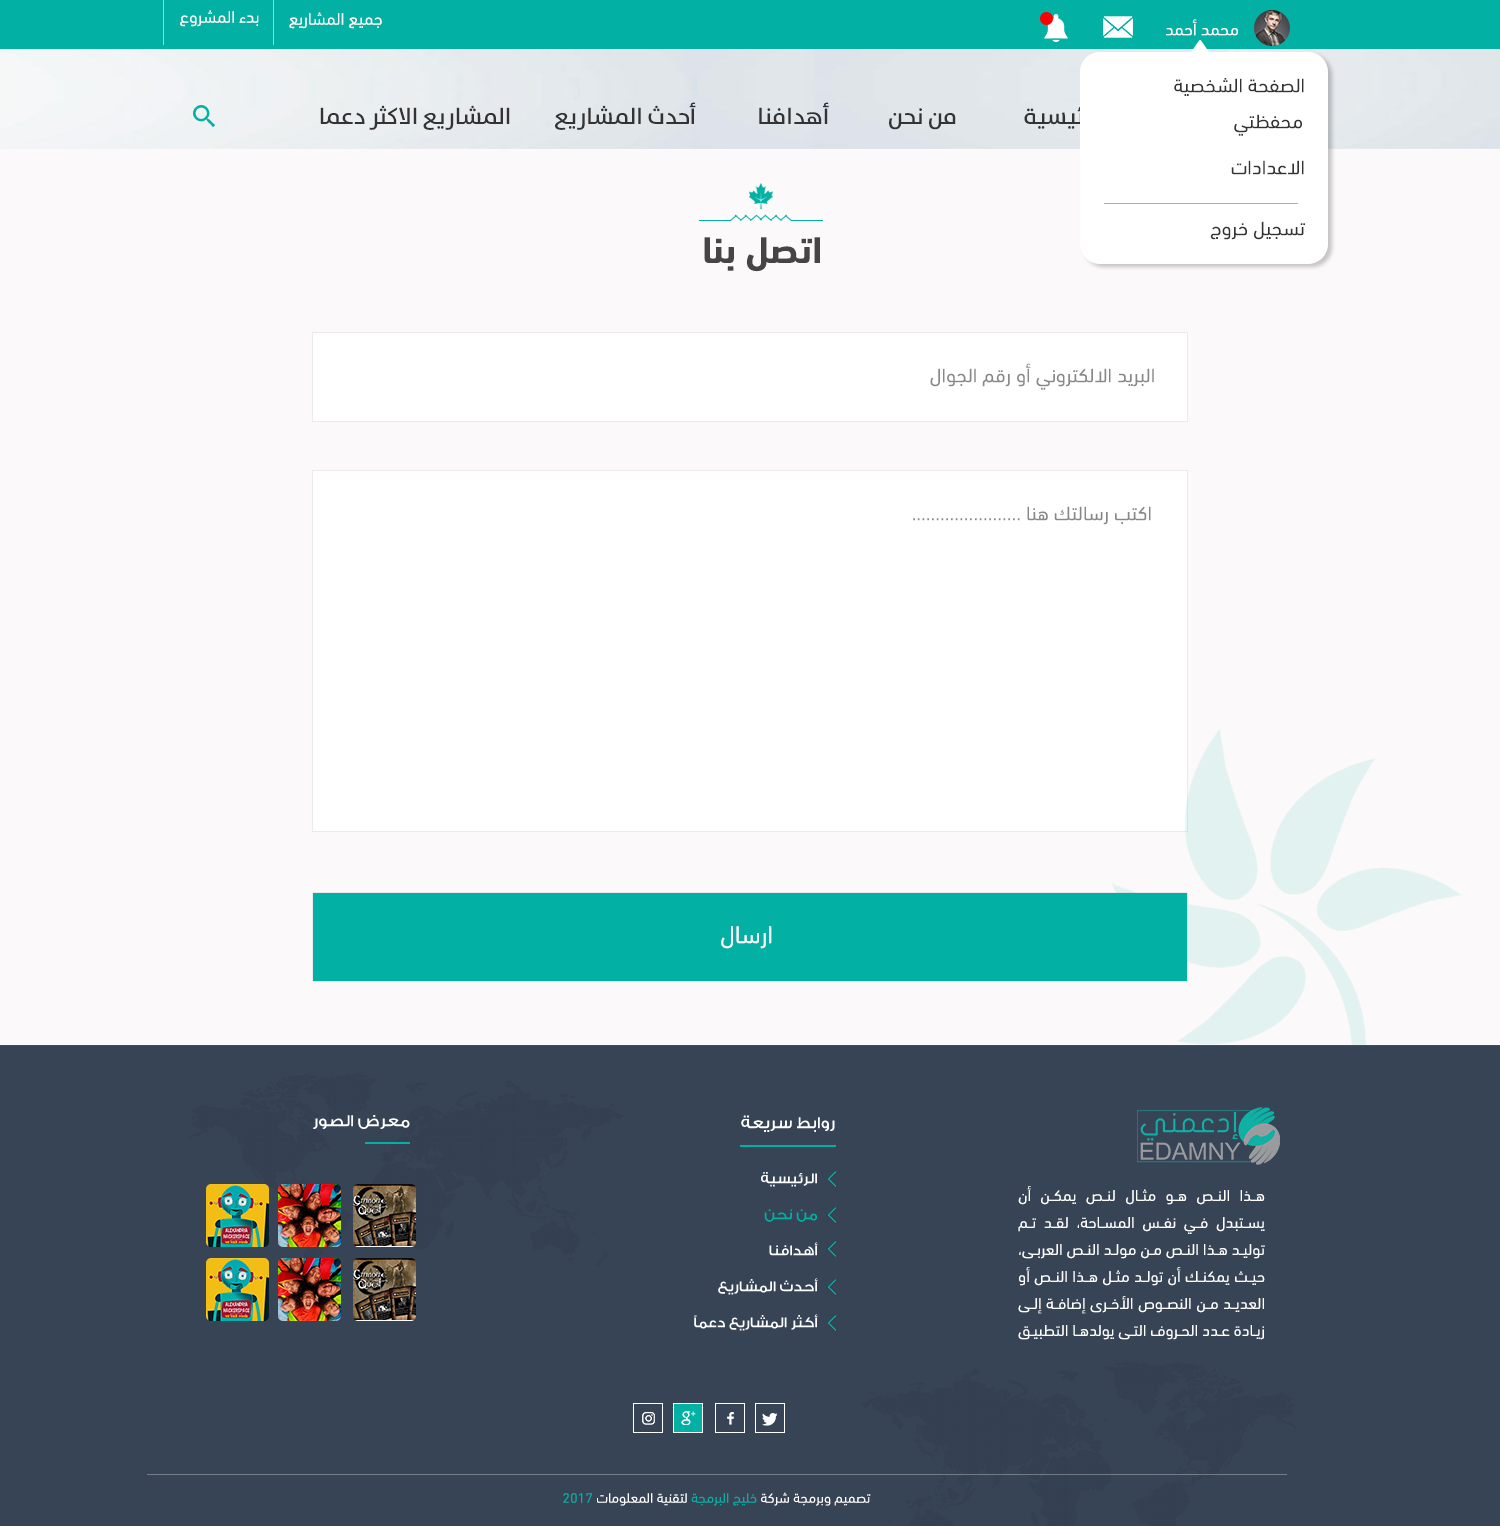 محمد أحمد
جميع المشاريع
بدء المشروع
الصفحة الشخصية
محفظتي
الاعدادات
تسجيل خروج
من نحن
أهدافنا
أحدث المشاريع
المشاريع الاكثر دعما
اتصل بنا
البريد الالكتروني أو رقم الجوال
اكتب رسالتك هنا .......................
ارسال
إدعمني
EDAMNY
هذا النص هو مثال لنص يمكن أن
يستبدل في نفس المساحة، لقد تم
توليد هذا النص من مولد النص العربى،
حيث يمكنك أن تولد مثل هذا النص أو
العديد من النصوص الأخرى إضافة إلى
زيادة عدد الحروف التى يولدها التطبيق
روابط سريعة
الرئيسية
من نحن
أهدافنا
أحدث المشاريع
أكثر المشاريع دعماً
معرض الصور
ALEXANDRIA
HACKERSPACE
ALEXANDRIA
HACKERSPACE
تصميم وبرمجة شركة خليج البرمجة لتقنية المعلومات 2017